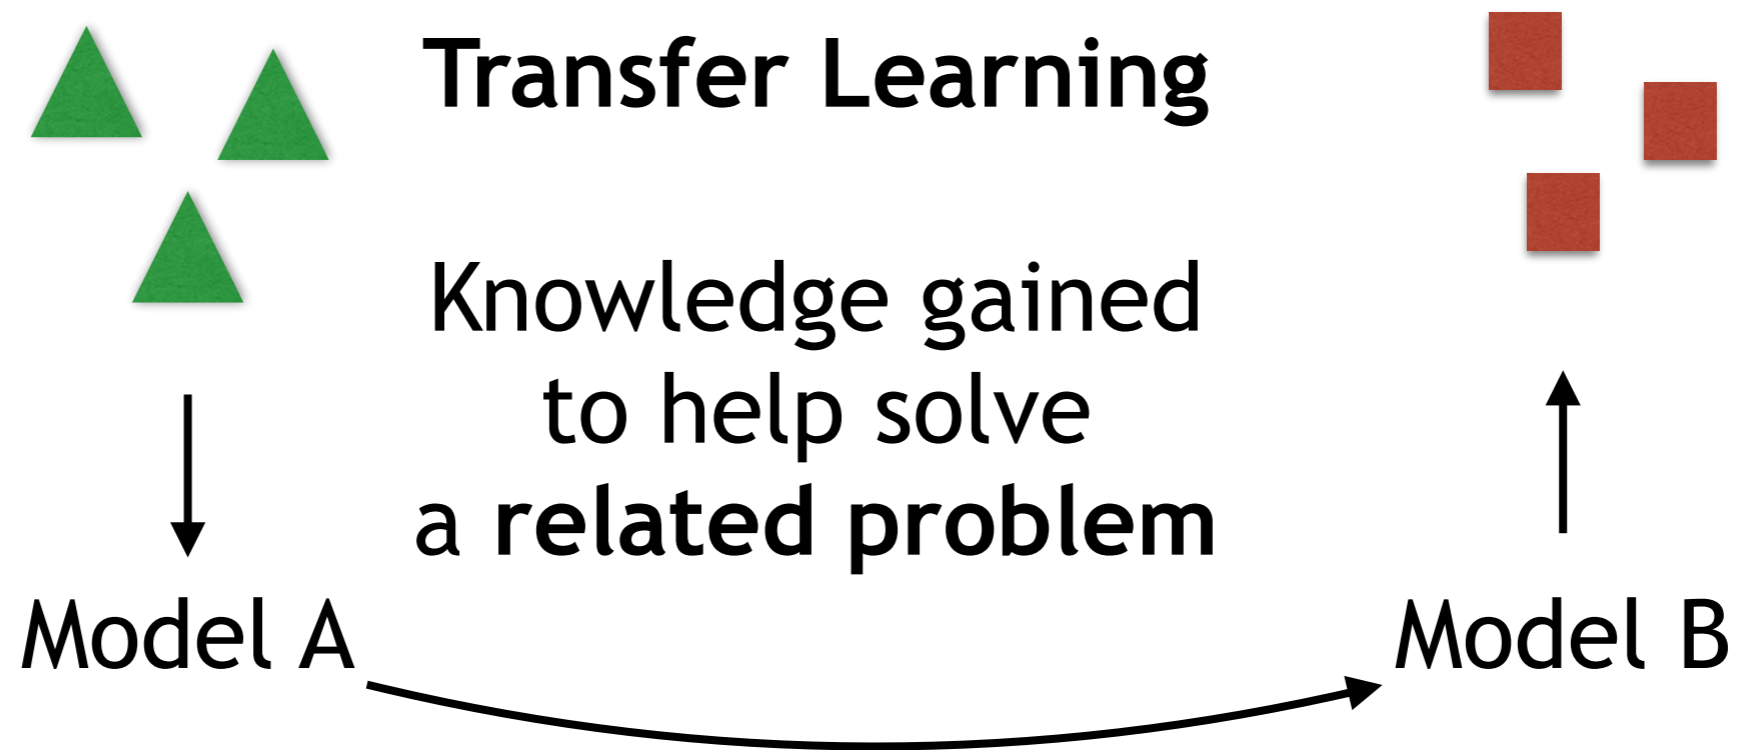 Transfer Learning
Knowledge gained
to help solve
a related problem
Model A
Model B